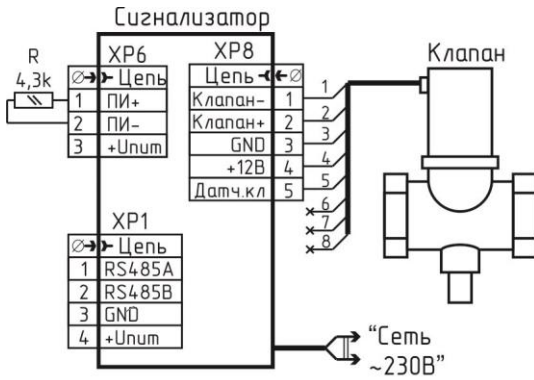 Сигнализатор
R
4,3k
XP6
Цепь
1 ПИ+
2 ПИ-
3 +Uпит
XP8
Цепь
Клапан- 1
Клапан+ 2
GND 3
+12В 4
Датч.кл 5
1
2
3
4
5
6
7
8
Клапан
XP1
Цепь
1 RS485A
2 RS485B
3 GND
4 +Uпит
"Сеть
~230В"